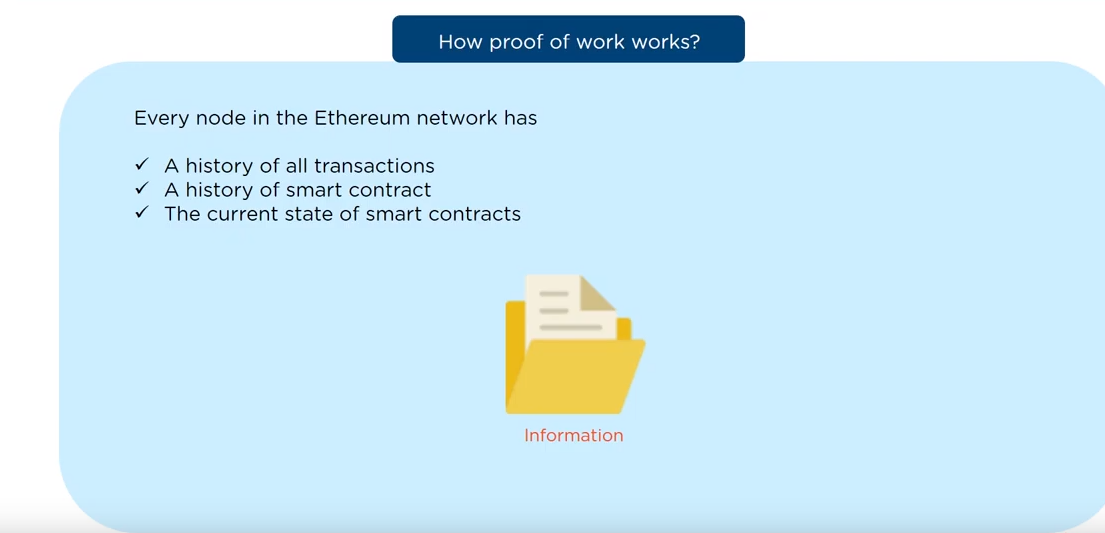 How proof of work works?
Every node in the Ethereum network has
✓ A history of all transactions
✓ A history of smart contract
✓ The current state of smart contracts
Information